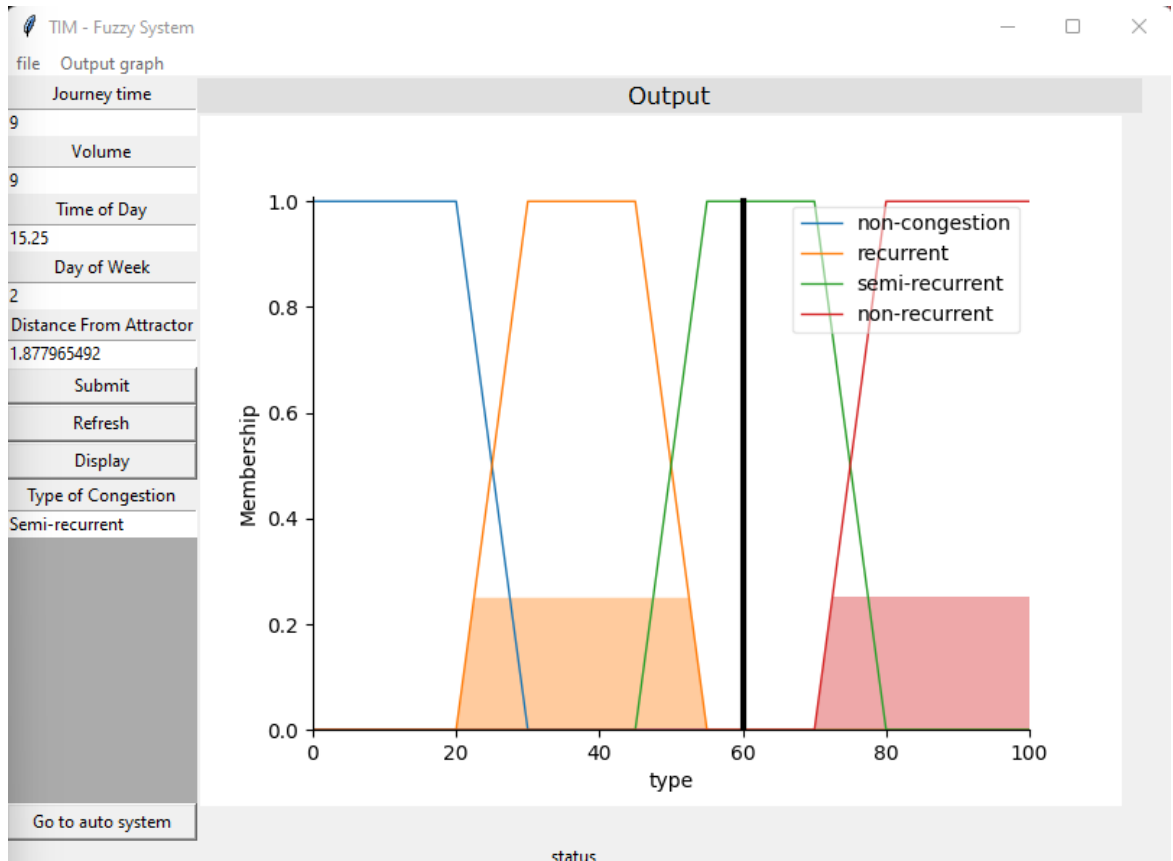 TIM - Fuzzy System
file Output graph
Journey time
9
Volume
9
Time of Day
15.25
Day of Week
2
Distance From Attractor
1.877965492
Submit
Refresh
Display
Type of Congestion
Semi-recurrent
Go to auto system
Output
1.0
0.8
0.6
0.4
0.2
0.0
Membership
non-congestion
recurrent
semi-recurrent
non-recurrent
0 20 40 60 80 100
type
status